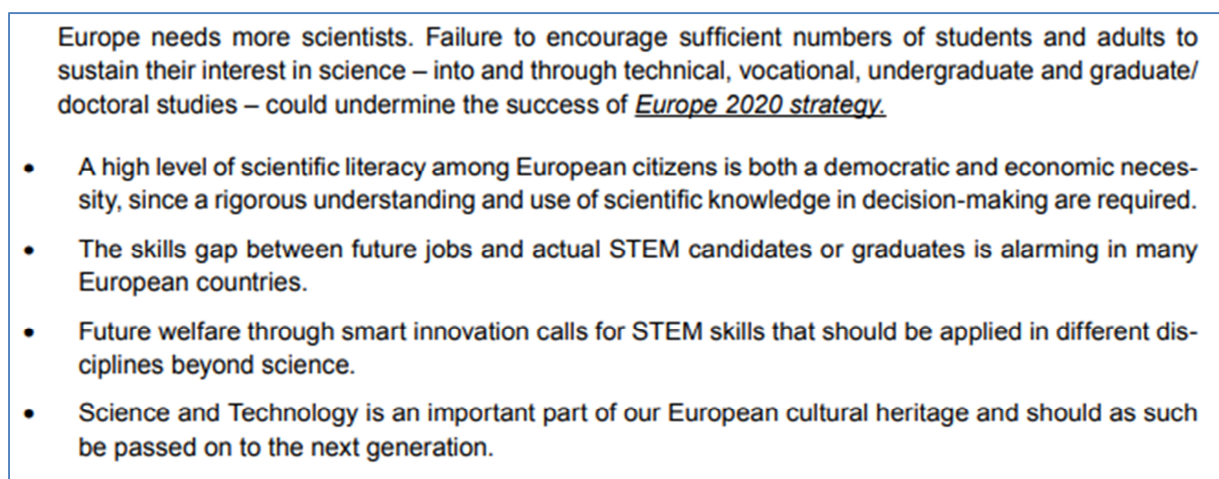 Europe needs more scientists. Failure to encourage sufficient numbers of students and adults to
sustain their interest in science – into and through technical, vocational, undergraduate and graduate/
doctoral studies – could undermine the success of Europe 2020 strategy.
• A high level of scientific literacy among European citizens is both a democratic and economic neces-
sity, since a rigorous understanding and use of scientific knowledge in decision-making are required.
• The skills gap between future jobs and actual STEM candidates or graduates is alarming in many
European countries.
• Future welfare through smart innovation calls for STEM skills that should be applied in different dis-
ciplines beyond science.
• Science and Technology is an important part of our European cultural heritage and should as such
be passed on to the next generation.